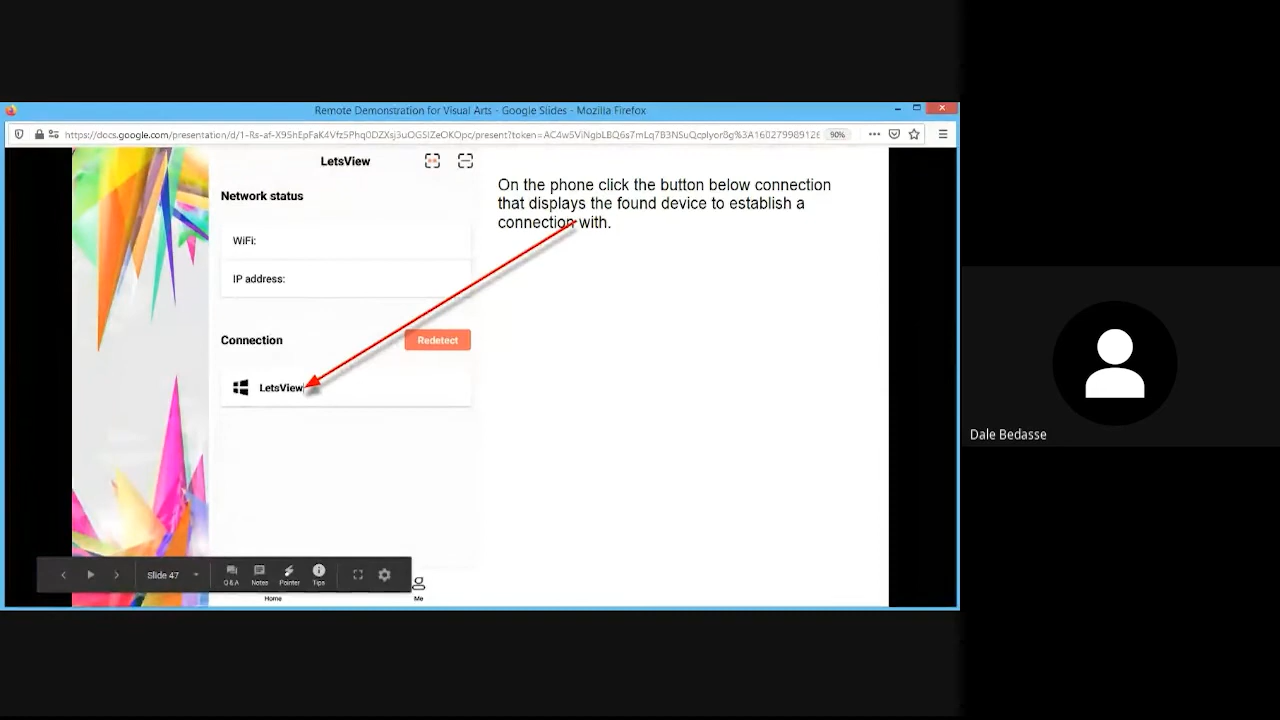 Remote Demonstration for Visual Arts - Google Slides - Mozilla Firefox
90%
LetsView
Network status
WiFi:
IP address:
Connection
Redetect
LetsView
On the phone click the button below connection
that displays the found device to establish a
connection with.
Slide 47
Q&A
Notes
Pointer
Tips
Home
Me
Dale Bedasse